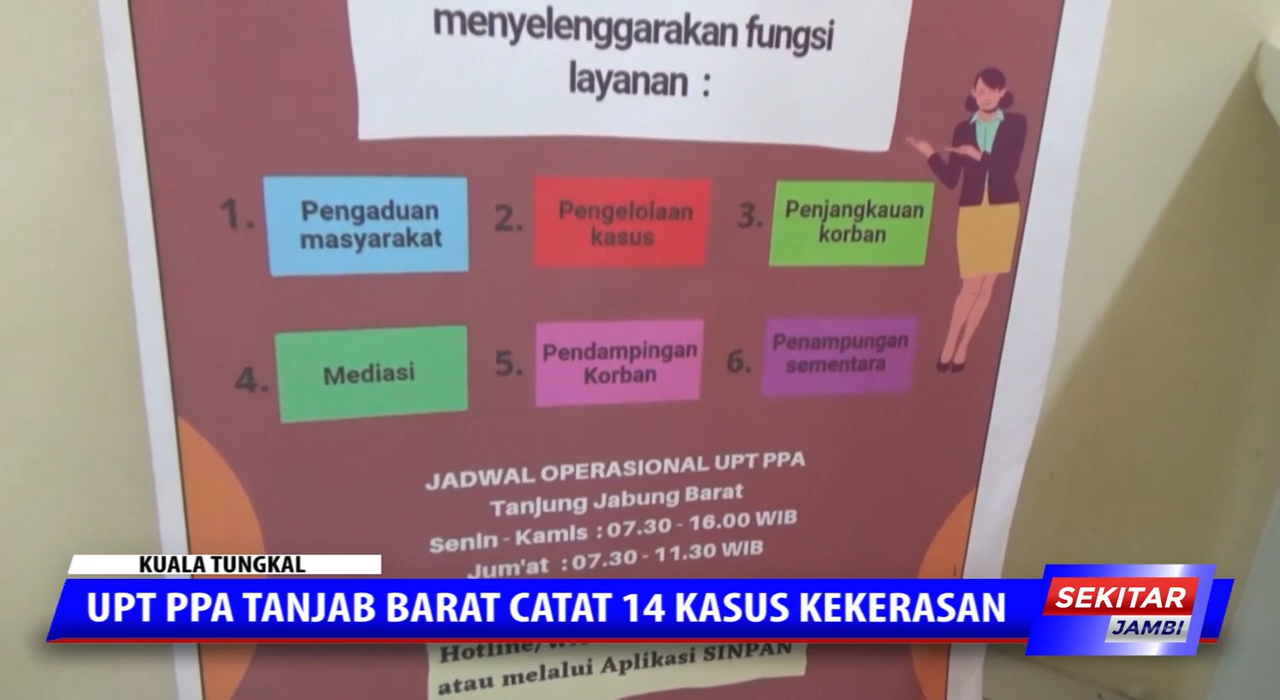 menyelenggarakan fungsi
layanan :
1. Pengaduan
masyarakat
2. Pengelolaan
kasus
3. Penjangkauan
korban
4. Mediasi
5. Pendampingan
Korban
6. Penampungan
sementara
JADWAL OPERASIONAL UPT PPA
Tanjung Jabung Barat
Senin - Kamis : 07.30 - 16.00 WIB
Jum'at : 07.30 - 11.30 WIB
KUALA TUNGKAL
UPT PPA TANJAB BARAT CATAT 14 KASUS KEKERASAN
SEKITAR
JAMBI
Hotline/
atau melalui Aplikasi SINPAN